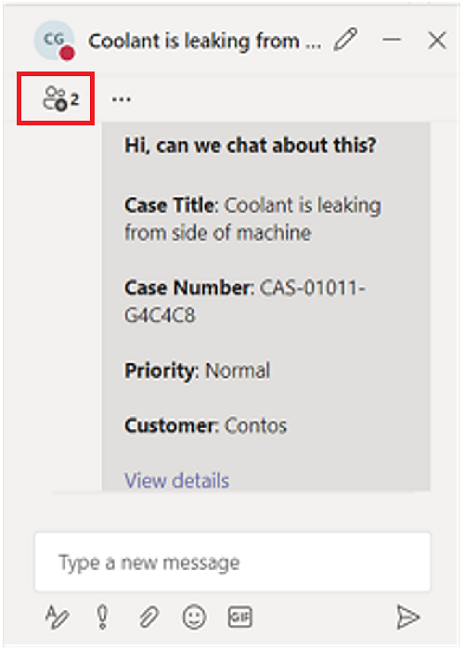 CG Coolant is leaking from ...
2 ...
Hi, can we chat about this?
Case Title: Coolant is leaking
from side of machine
Case Number: CAS-01011-
G4C4C8
Priority: Normal
Customer: Contos
View details
Type a new message
GIF